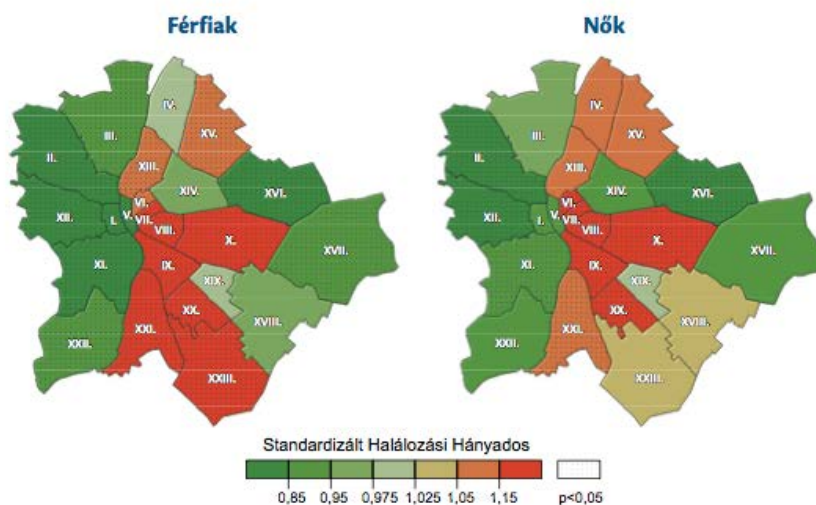 Férfiak
Nők
IV.
III.
XV.
II.
XIII.
XIV.
XVI.
VI.
XII.
I.
V.
VII.
VIII.
X.
XVII.
XI.
IX.
XIX.
XX.
XVIII.
XXII.
XXI.
XXIII.
IV.
III.
XV.
II.
XIII.
XIV.
XVI.
VI.
XII.
I.
V.
VII.
VIII.
X.
XVII.
XI.
IX.
XIX.
XX.
XVIII.
XXII.
XXI.
XXIII.
Standardizált Halálozási Hányados
0,85 0,95 0,975 1,025 1,05 1,15 p<0,05